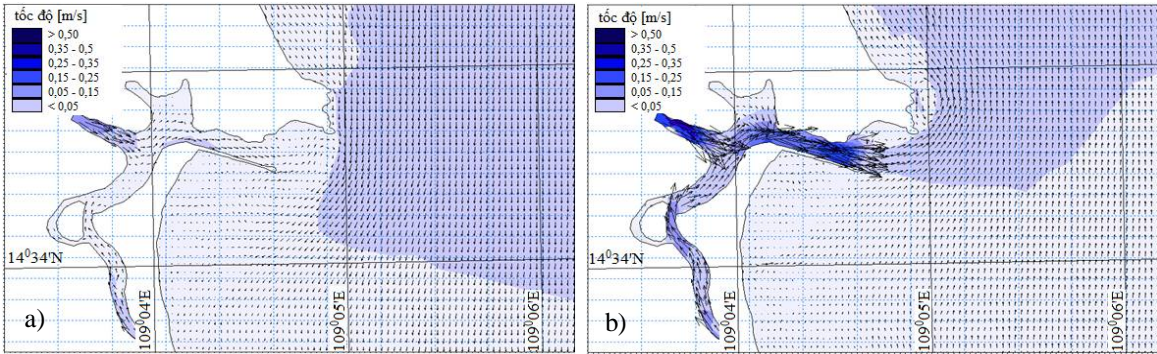 tốc độ [m/s]
> 0,50
0,35 - 0,5
0,25 - 0,35
0,15 - 0,25
0,05 - 0,15
< 0,05
14⁰34'N
109⁰04'E
109⁰05'E
109⁰06'E
a)
tốc độ [m/s]
> 0,50
0,35 - 0,5
0,25 - 0,35
0,15 - 0,25
0,05 - 0,15
< 0,05
14⁰34'N
109⁰04'E
109⁰05'E
109⁰06'E
b)